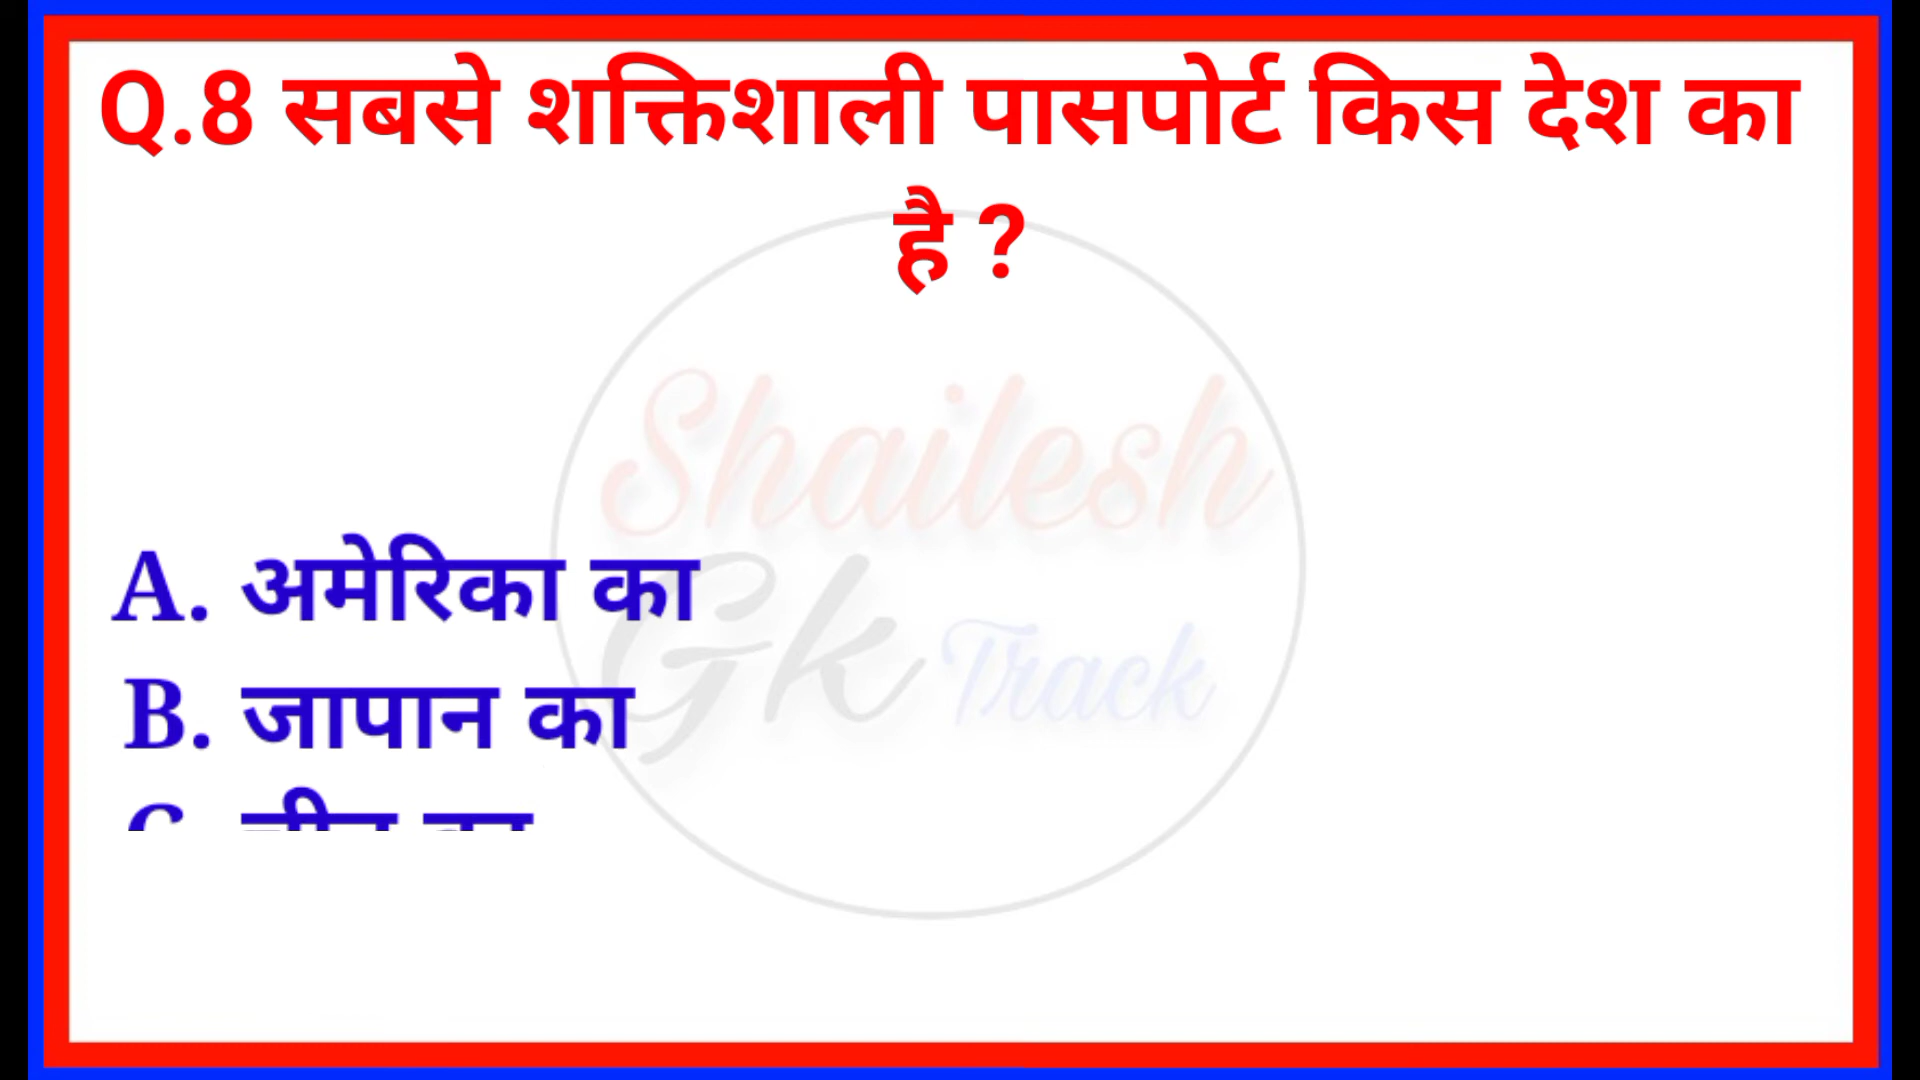 Q.8 सबसे शक्तिशाली पासपोर्ट किस देश का
है ?
Shailesh
Gk Track
A. अमेरिका का
B. जापान का